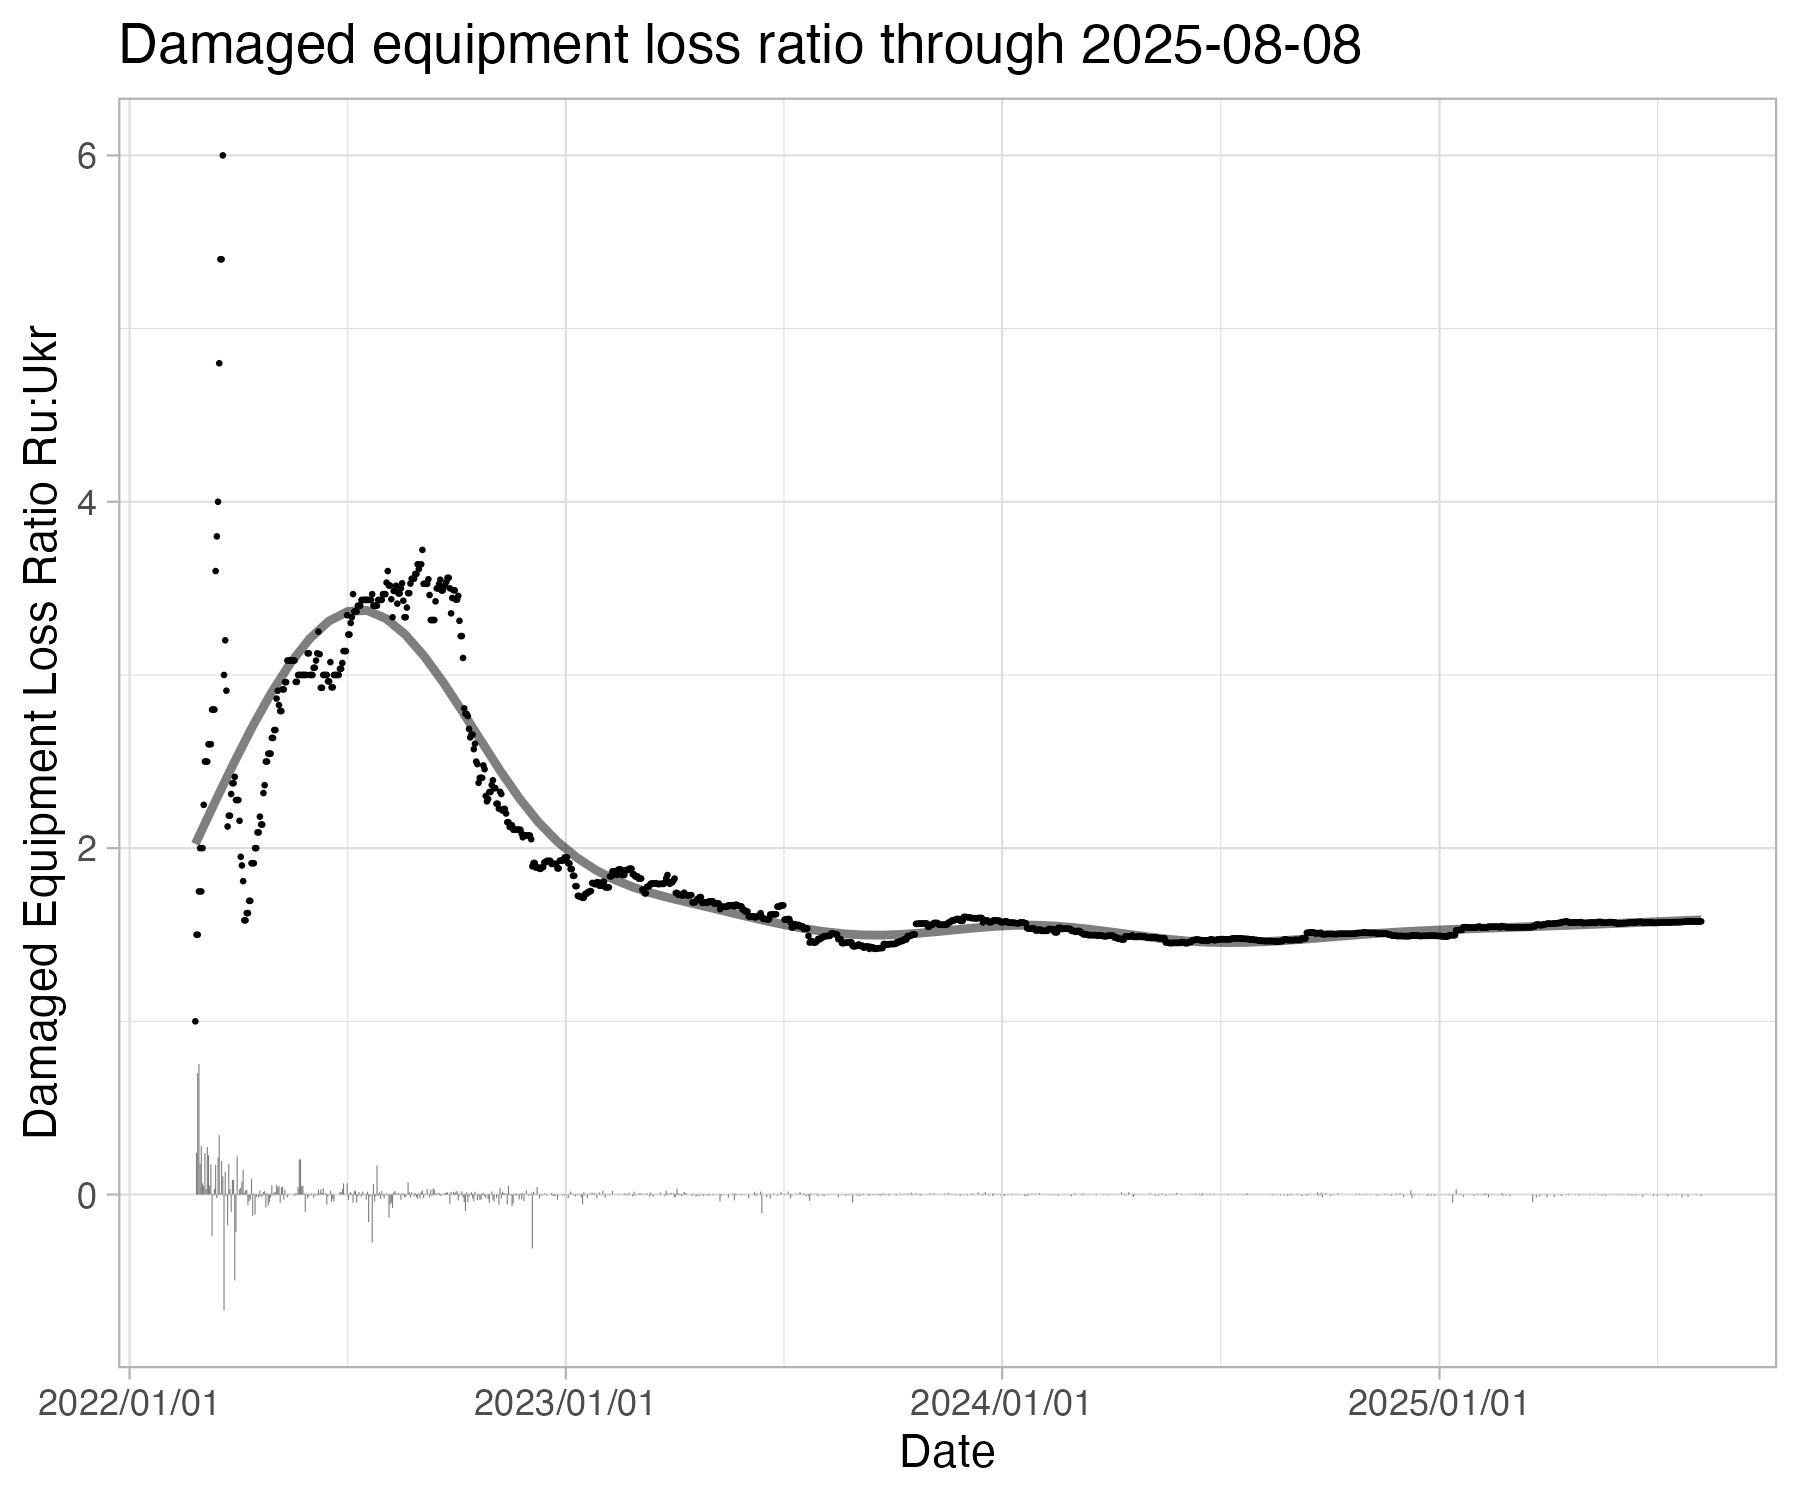 Damaged equipment loss ratio through 2025-08-08
Damaged Equipment Loss Ratio Ru:Ukr
6
4
2
0
2022/01/01
2023/01/01
2024/01/01
2025/01/01
Date